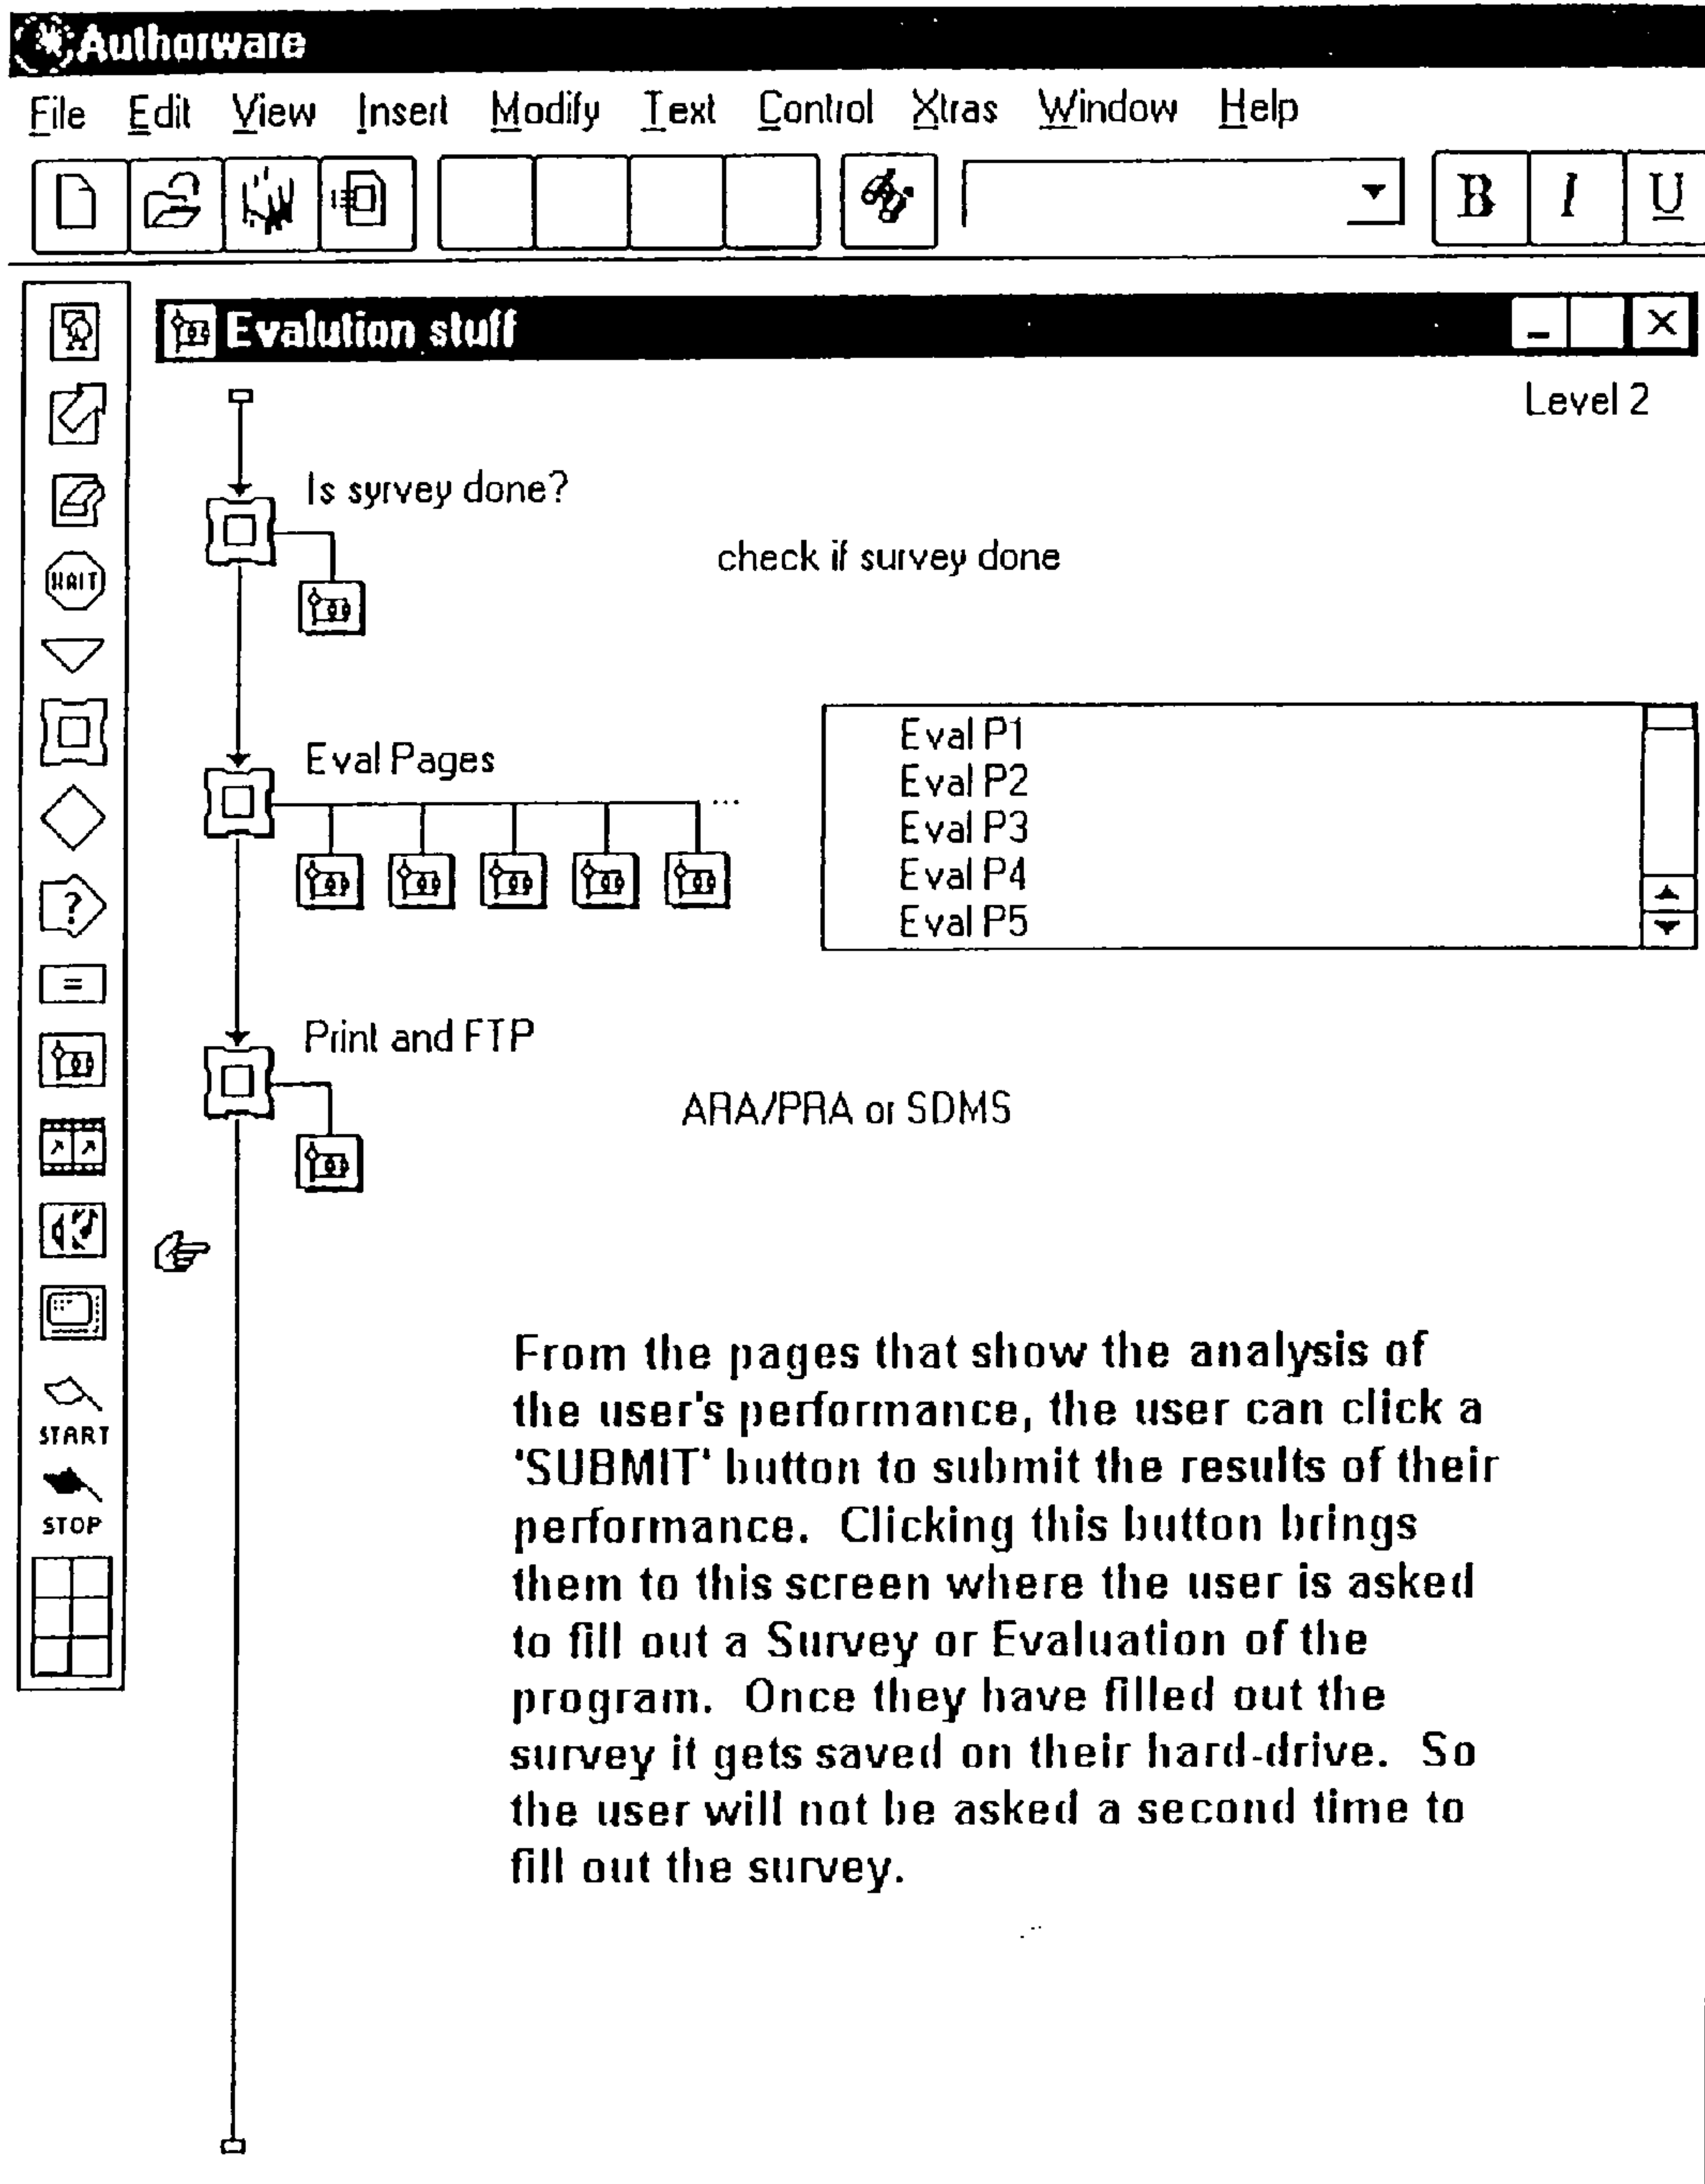 Authorware
File Edit View Insert Modify Text Control Xtras Window Help
B I U
Evalution stuff
Level 2
Is syrvey done?
check if survey done
WAIT
Eval Pages
...
Eval P1
Eval P2
Eval P3
Eval P4
Eval P5
?
=
Print and FTP
ARA/PRA or SDMS
START
STOP
From the pages that show the analysis of
the user's performance, the user can click a
'SUBMIT' button to submit the results of their
performance. Clicking this button brings
them to this screen where the user is asked
to fill out a Survey or Evaluation of the
program. Once they have filled out the
survey it gets saved on their hard-drive. So
the user will not be asked a second time to
fill out the survey.